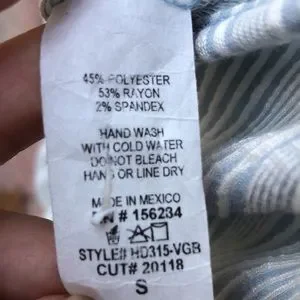 45% POLYESTER
53% RAYON
2% SPANDEX
HAND WASH
WITH COLD WATER
DO NOT BLEACH
HANG OR LINE DRY
MADE IN MEXICO
RN # 156234
STYLE# HD315-VGB
CUT# 20118
S